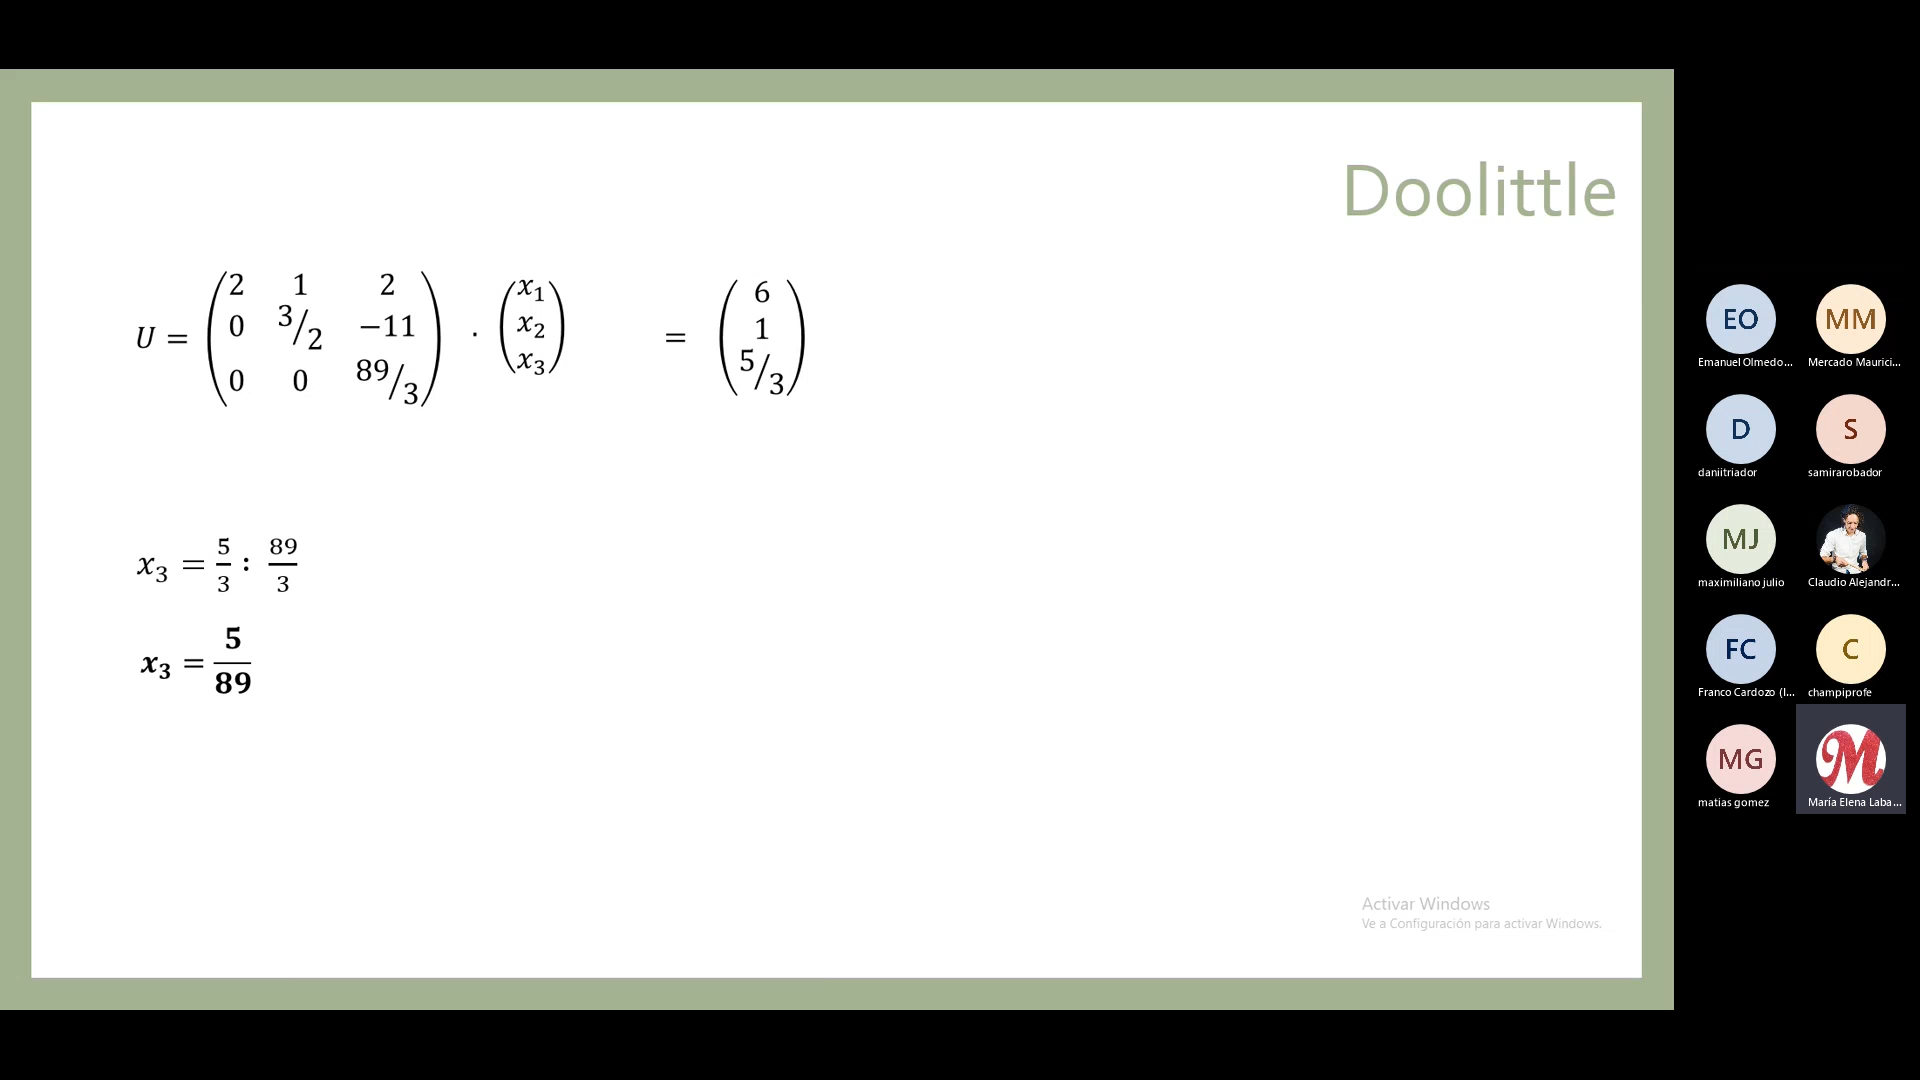 Doolittle
U = (2 1 2
0 3/2 −11
0 0 89/3) · (x₁
x₂
x₃) = (6
1
5/3)
x₃ = 5/3 : 89/3
x₃ = 5/89
Activar Windows
Ve a Configuración para activar Windows.
EO
Emanuel Olmedo...
MM
Mercado Maurici...
D
daniitriador
S
samirarobador
MJ
maximiliano julio
Claudio Alejandr...
FC
Franco Cardozo (I...
C
championprofe
MG
matias gomez
M
María Elena Laba...